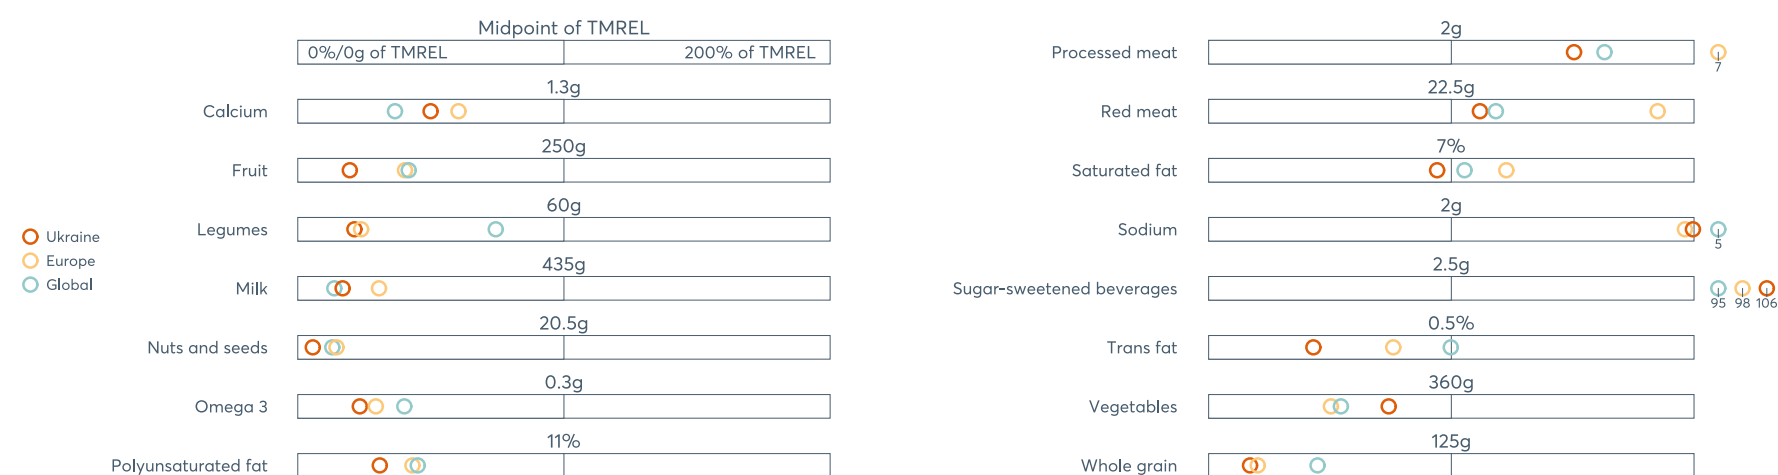 Midpoint of TMREL
0%/0g of TMREL 200% of TMREL
1.3g
Calcium
250g
Fruit
60g
Legumes
435g
Milk
20.5g
Nuts and seeds
0.3g
Omega 3
11%
Polyunsaturated fat
Ukraine
Europe
Global
2g
Processed meat
7
22.5g
Red meat
7%
Saturated fat
2g
Sodium
5
2.5g
Sugar-sweetened beverages
95 98 106
0.5%
Trans fat
360g
Vegetables
125g
Whole grain